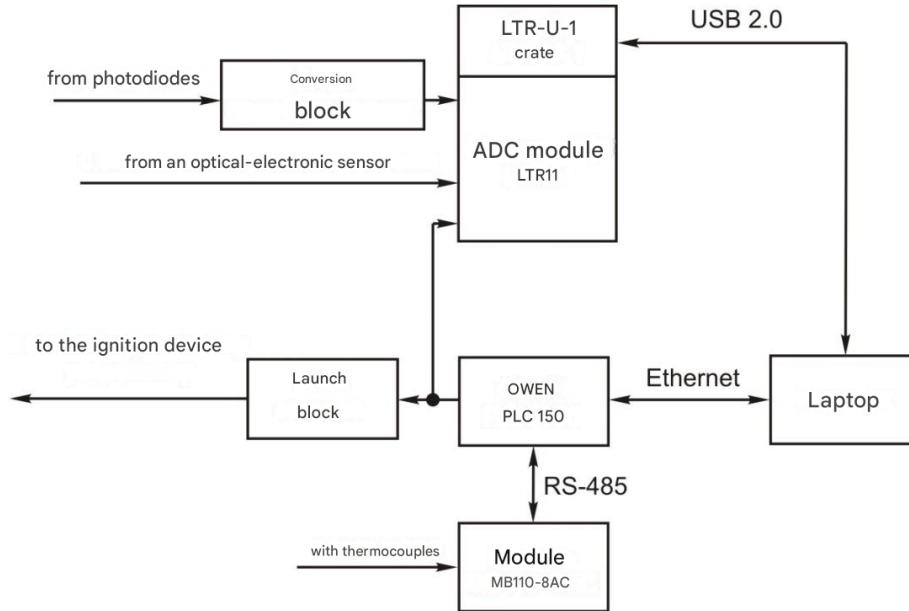 LTR-U-1
crate
USB 2.0
from photodiodes
Conversion
block
from an optical-electronic sensor
ADC module
LTR11
to the ignition device
Launch
block
OWEN
PLC 150
Ethernet
Laptop
RS-485
with thermocouples
Module
MB110-8AC